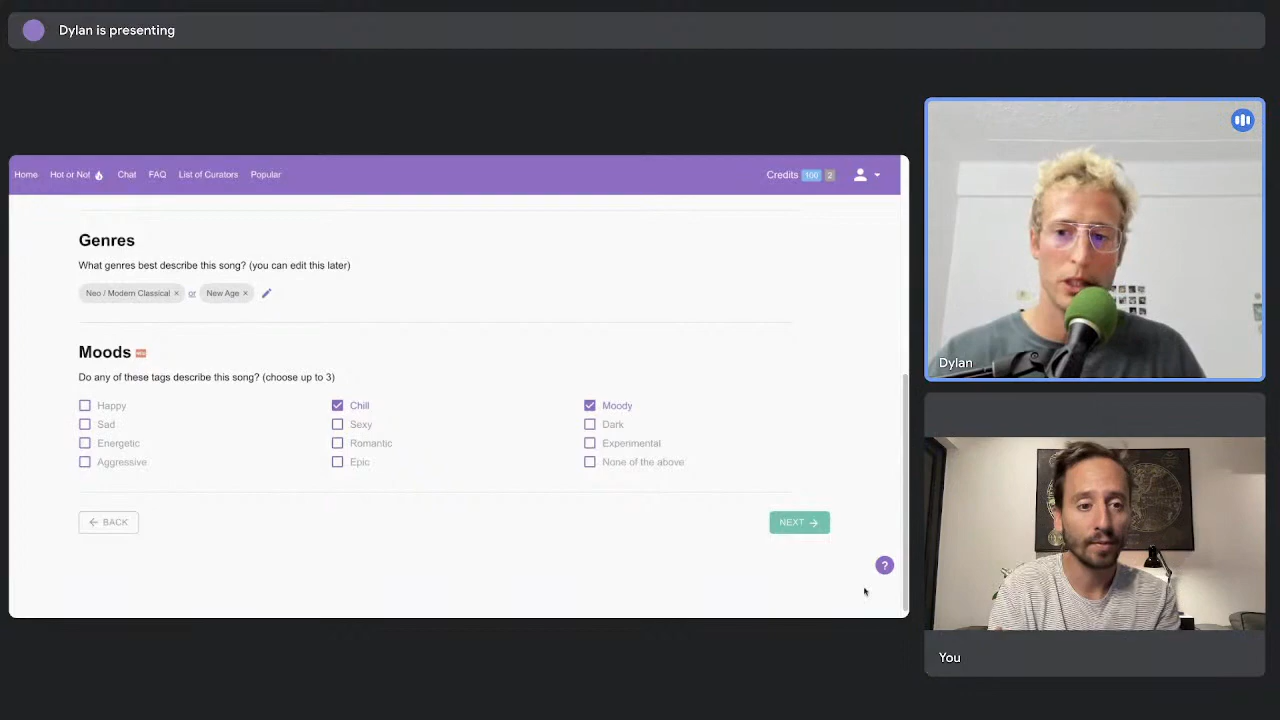 Dylan is presenting
Home Hot or Not Chat FAQ List of Curators Popular Credits 100 2
Genres
What genres best describe this song? (you can edit this later)
Neo / Modern Classical × or New Age ×
Moods
Do any of these tags describe this song? (choose up to 3)
Happy Chill Moody
Sad Sexy Dark
Energetic Romantic Experimental
Aggressive Epic None of the above
← BACK NEXT →
?
Dylan
You